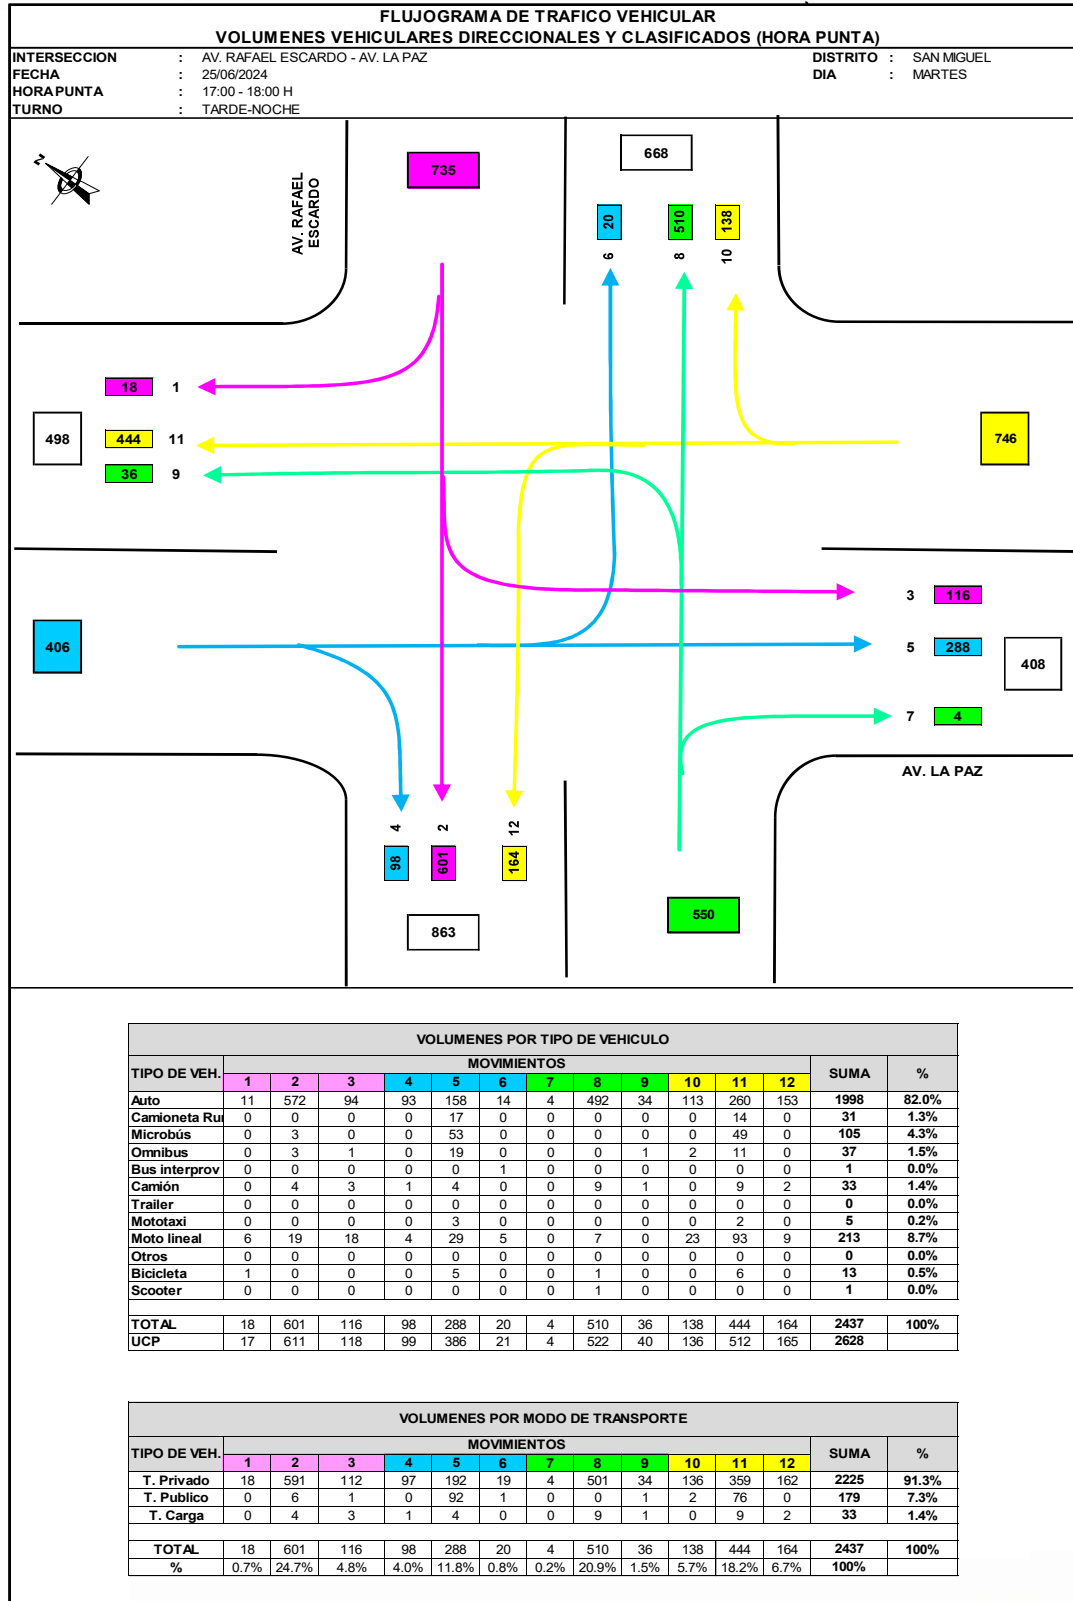 FLUJOGRAMA DE TRAFICO VEHICULAR
VOLUMENES VEHICULARES DIRECCIONALES Y CLASIFICADOS (HORA PUNTA)
INTERSECCION : AV. RAFAEL ESCARDO - AV. LA PAZ DISTRITO : SAN MIGUEL
FECHA : 25/06/2024 DIA : MARTES
HORA PUNTA : 17:00 - 18:00 H
TURNO : TARDE-NOCHE
668
735
N
AV. RAFAEL
ESCARDO
20 510 138
6 8 10
18 1
498 444 11 746
36 9
3 116
406 5 288
408
7 4
AV. LA PAZ
4 2 12
98 601 164
550
863
VOLUMENES POR TIPO DE VEHICULO
TIPO DE VEH. MOVIMIENTOS SUMA %
1 2 3 4 5 6 7 8 9 10 11 12
Auto 11 572 94 93 158 14 4 492 34 113 260 153 1998 82.0%
Camioneta Rur 0 0 0 0 17 0 0 0 0 0 14 0 31 1.3%
Microbús 0 3 0 0 53 0 0 0 0 0 49 0 105 4.3%
Omnibus 0 3 1 0 19 0 0 0 1 2 11 0 37 1.5%
Bus interprov 0 0 0 0 0 1 0 0 0 0 0 0 1 0.0%
Camión 0 4 3 1 4 0 0 9 1 0 9 2 33 1.4%
Trailer 0 0 0 0 0 0 0 0 0 0 0 0 0 0.0%
Mototaxi 0 0 0 0 3 0 0 0 0 0 2 0 5 0.2%
Moto lineal 6 19 18 4 29 5 0 7 0 23 93 9 213 8.7%
Otros 0 0 0 0 0 0 0 0 0 0 0 0 0 0.0%
Bicicleta 1 0 0 0 5 0 0 1 0 0 6 0 13 0.5%
Scooter 0 0 0 0 0 0 0 1 0 0 0 0 1 0.0%
TOTAL 18 601 116 98 288 20 4 510 36 138 444 164 2437 100%
UCP 17 611 118 99 386 21 4 522 40 136 512 165 2628
VOLUMENES POR MODO DE TRANSPORTE
TIPO DE VEH. MOVIMIENTOS SUMA %
1 2 3 4 5 6 7 8 9 10 11 12
T. Privado 18 591 112 97 192 19 4 501 34 136 359 162 2225 91.3%
T. Publico 0 6 1 0 92 1 0 0 1 2 76 0 179 7.3%
T. Carga 0 4 3 1 4 0 0 9 1 0 9 2 33 1.4%
TOTAL 18 601 116 98 288 20 4 510 36 138 444 164 2437 100%
% 0.7% 24.7% 4.8% 4.0% 11.8% 0.8% 0.2% 20.9% 1.5% 5.7% 18.2% 6.7% 100%